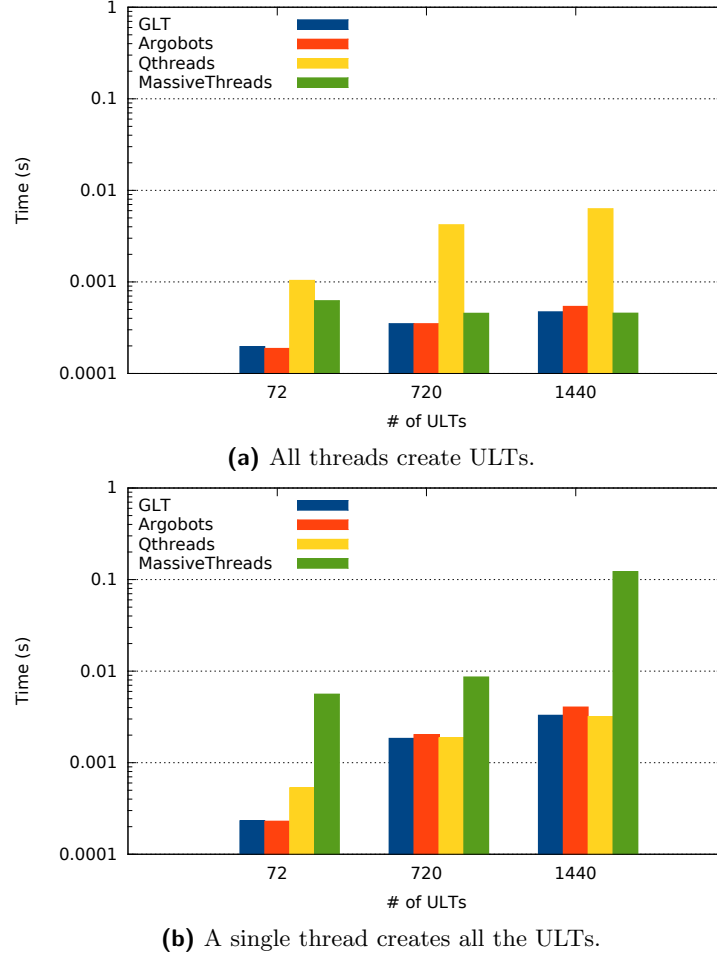 GLT
Argobots
Qthreads
MassiveThreads
1
0.1
0.01
0.001
0.0001
Time (s)
72 720 1440
# of ULTs
(a) All threads create ULTs.
GLT
Argobots
Qthreads
MassiveThreads
1
0.1
0.01
0.001
0.0001
Time (s)
72 720 1440
# of ULTs
(b) A single thread creates all the ULTs.